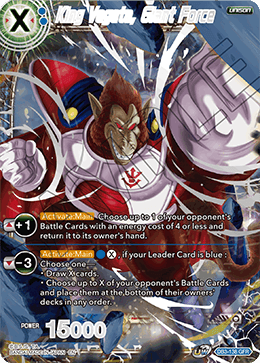 X
King Vegeta, Giant Force
UNISON
+1 Activate:Main Choose up to 1 of your opponent's
Battle Cards with an energy cost of 4 or less and
return it to its owner's hand.
-3 Activate:Main X, if your Leader Card is blue :
Choose one—
• Draw X cards.
• Choose up to X of your opponent's Battle Cards
and place them at the bottom of their owners'
decks in any order.
POWER 15000
DB3-138 GFR